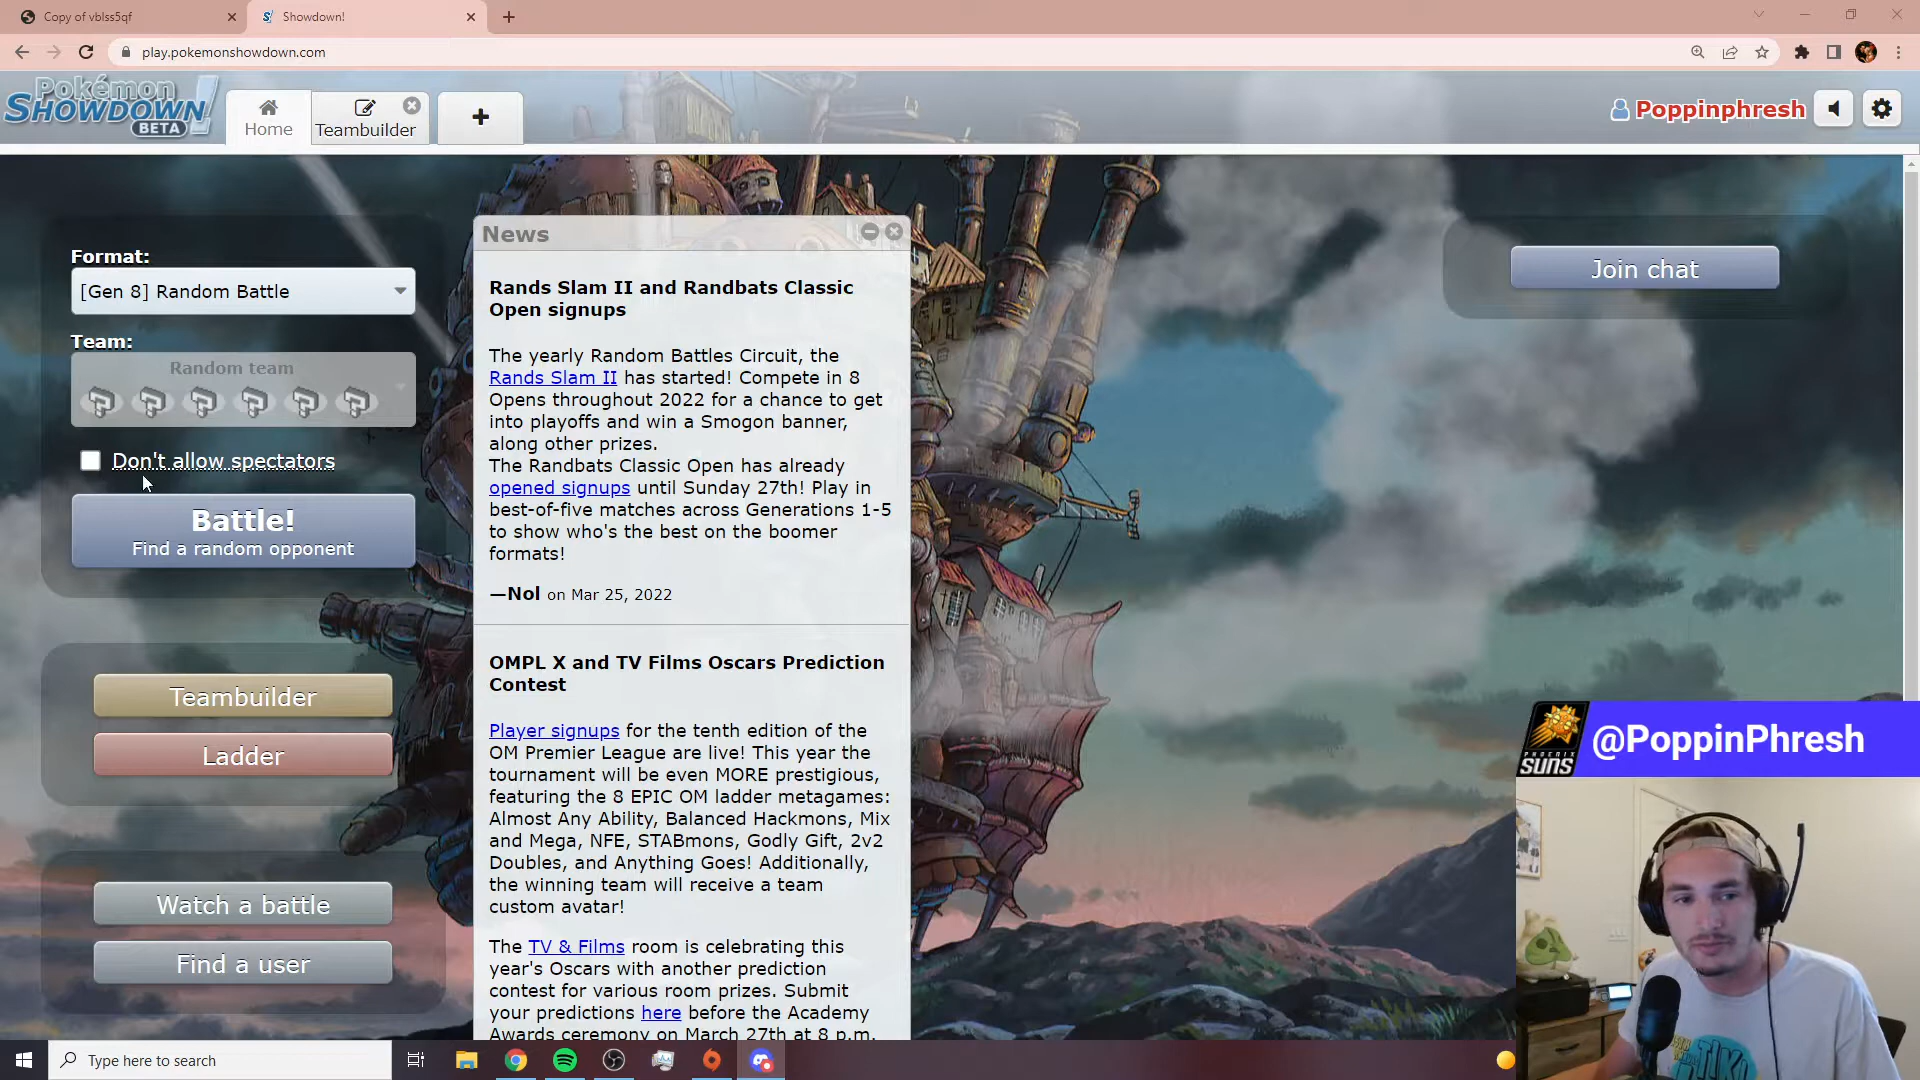 Copy of vblss5qf
Showdown!
play.pokemonshowdown.com
Pokémon
SHOWDOWN!
BETA
Home
Teambuilder
Poppinphresh
Format:
[Gen 8] Random Battle
Team:
Random team
Don't allow spectators
Battle!
Find a random opponent
Teambuilder
Ladder
Watch a battle
Find a user
News
Rands Slam II and Randbats Classic
Open signups
The yearly Random Battles Circuit, the
Rands Slam II has started! Compete in 8
Opens throughout 2022 for a chance to get
into playoffs and win a Smogon banner,
along other prizes.
The Randbats Classic Open has already
opened signups until Sunday 27th! Play in
best-of-five matches across Generations 1-5
to show who's the best on the boomer
formats!
—Nol on Mar 25, 2022
OMPL X and TV Films Oscars Prediction
Contest
Player signups for the tenth edition of the
OM Premier League are live! This year the
tournament will be even MORE prestigious,
featuring the 8 EPIC OM ladder metagames:
Almost Any Ability, Balanced Hackmons, Mix
and Mega, NFE, STABmons, Godly Gift, 2v2
Doubles, and Anything Goes! Additionally,
the winning team will receive a team
custom avatar!
The TV & Films room is celebrating this
year's Oscars with another prediction
contest for various room prizes. Submit
your predictions here before the Academy
Awards ceremony on March 27th at 8 p.m.
Join chat
PHOENIX
SUNS
@PoppinPhresh
TIKI
Type here to search